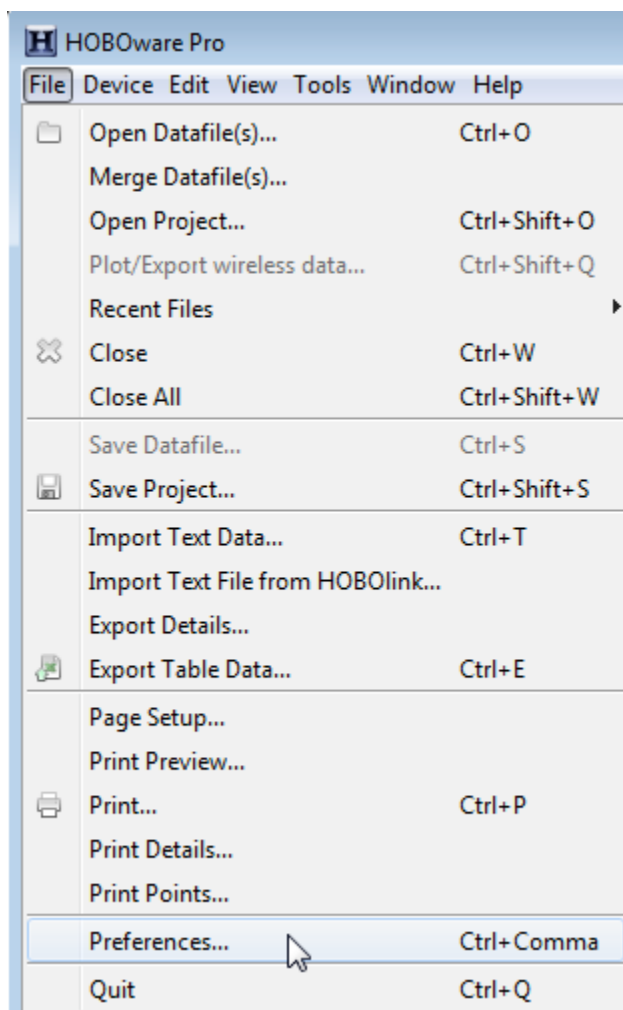 HOBOware Pro
File Device Edit View Tools Window Help
Open Datafile(s)... Ctrl+O
Merge Datafile(s)...
Open Project... Ctrl+Shift+O
Plot/Export wireless data... Ctrl+Shift+Q
Recent Files
Close Ctrl+W
Close All Ctrl+Shift+W
Save Datafile... Ctrl+S
Save Project... Ctrl+Shift+S
Import Text Data... Ctrl+T
Import Text File from HOBOlink...
Export Details...
Export Table Data... Ctrl+E
Page Setup...
Print Preview...
Print... Ctrl+P
Print Details...
Print Points...
Preferences... Ctrl+Comma
Quit Ctrl+Q